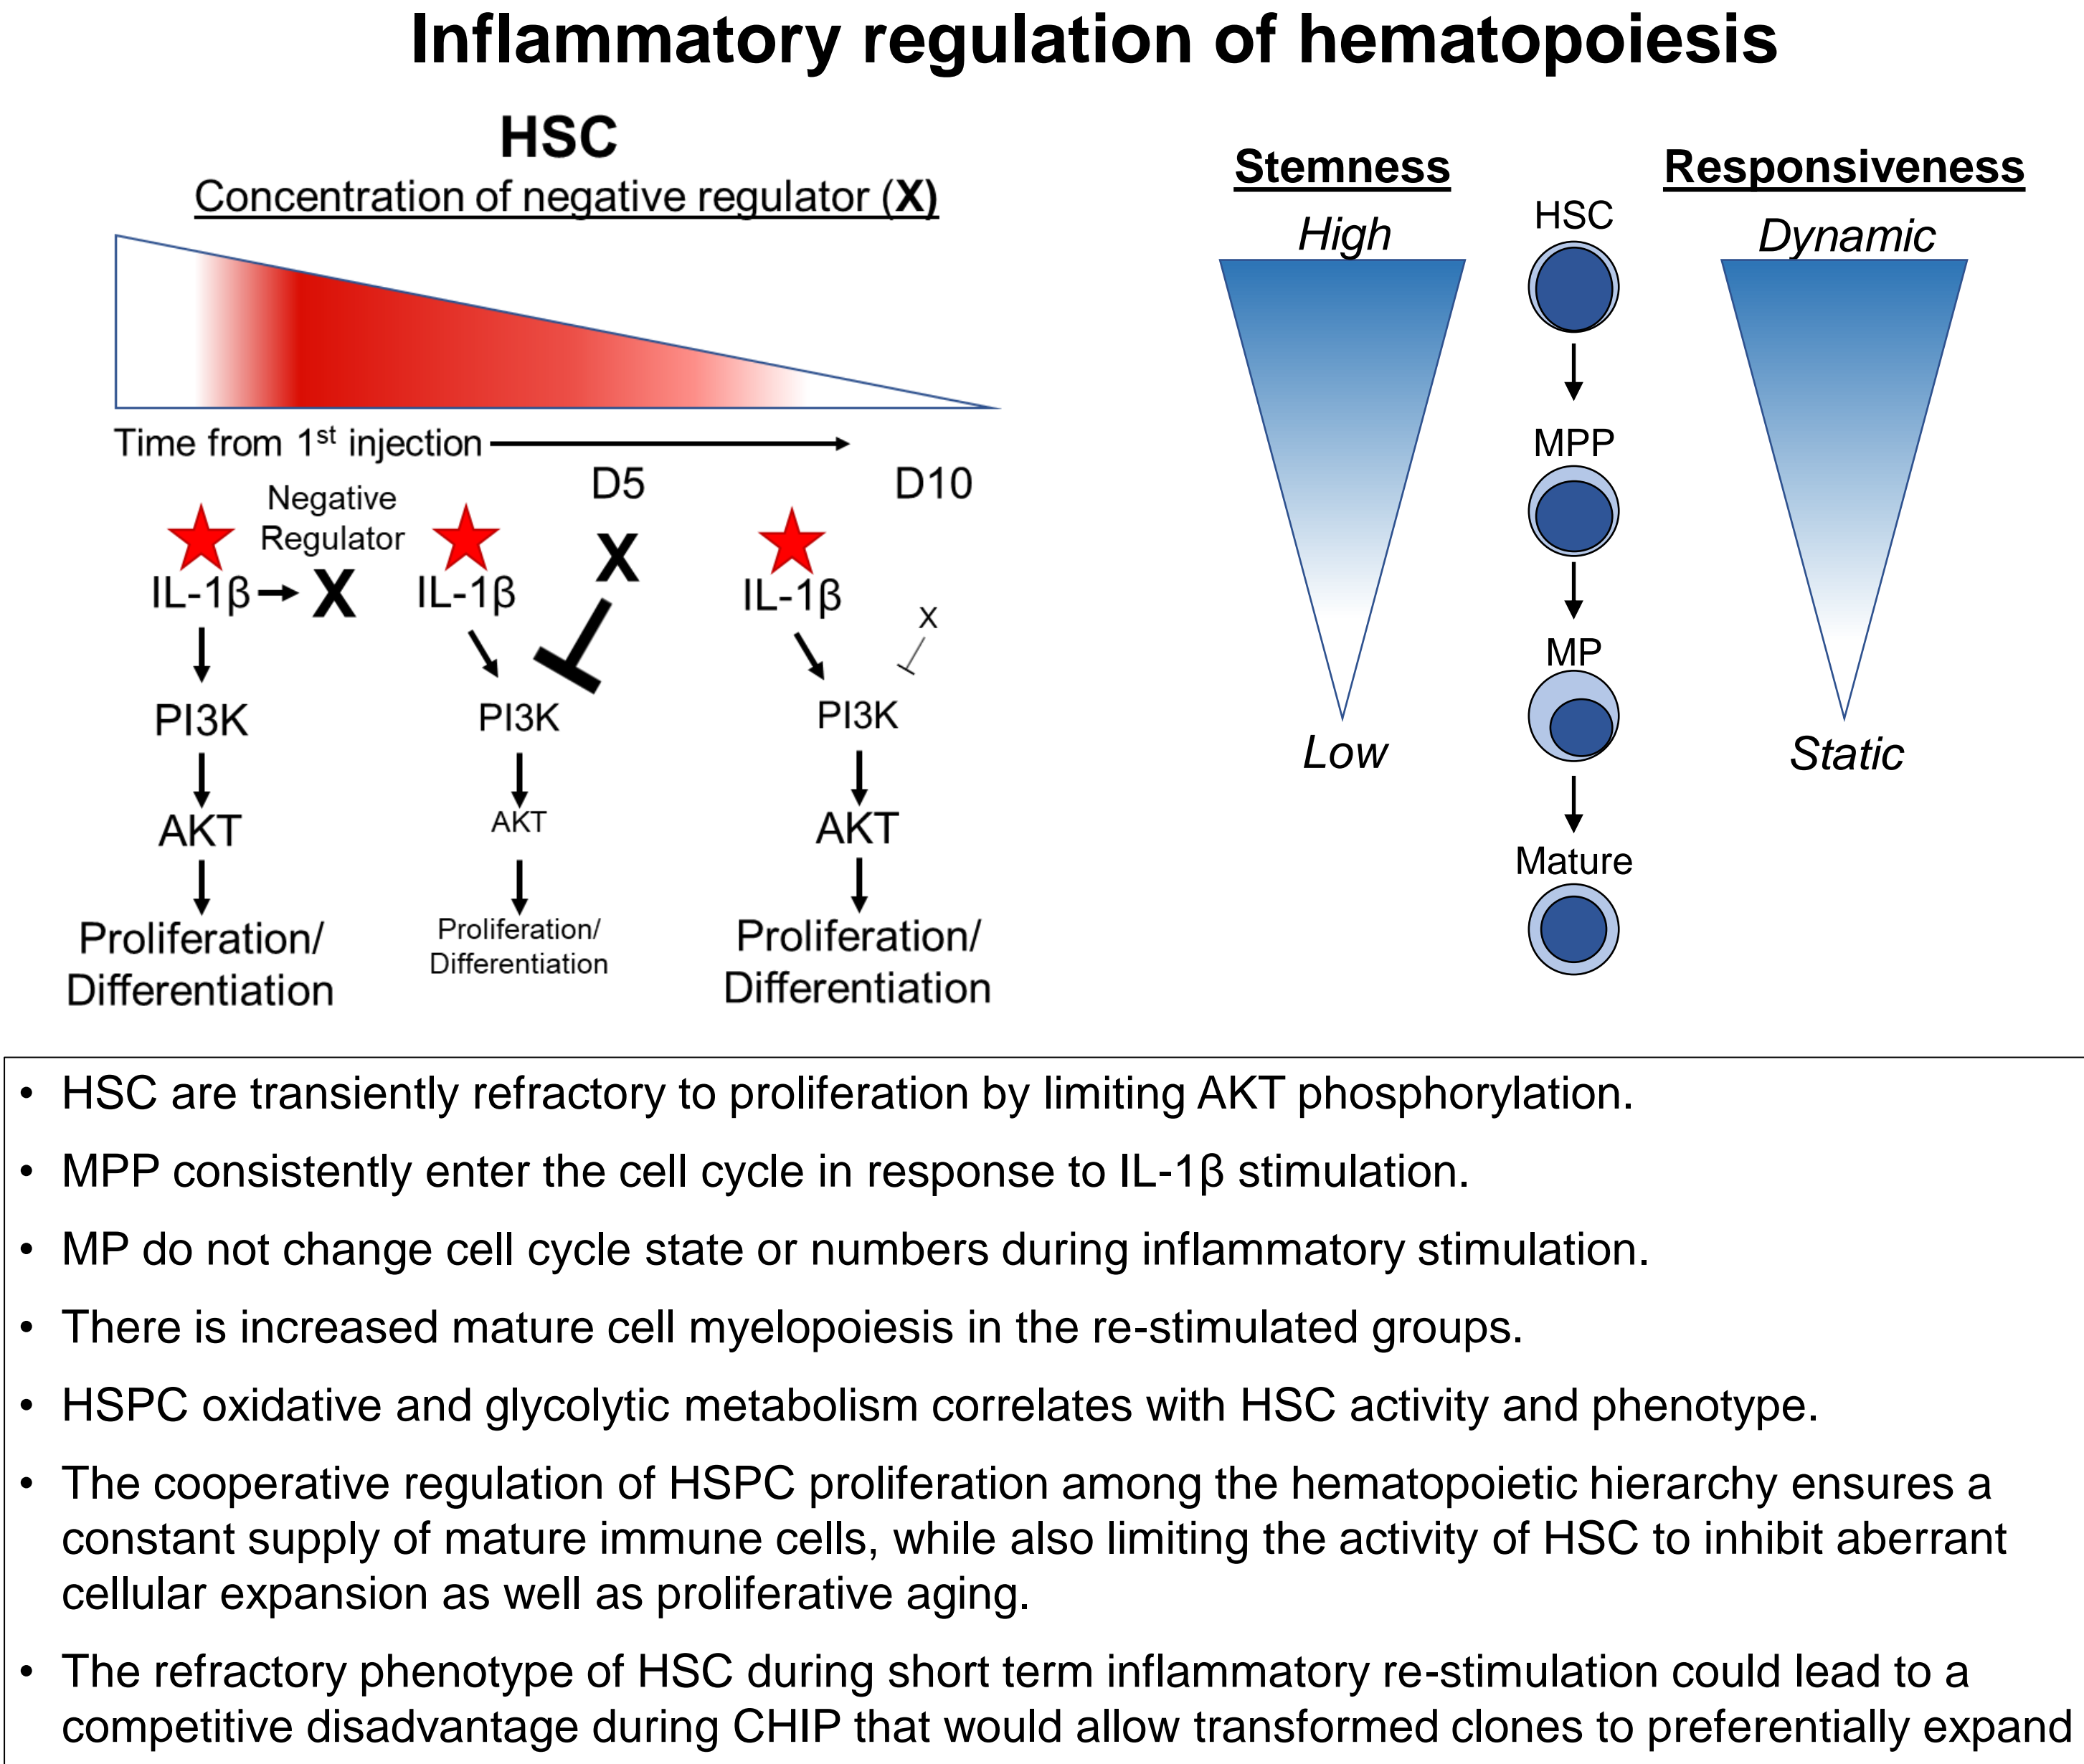 Inflammatory regulation of hematopoiesis
HSC
Concentration of negative regulator (X)
Time from 1st injection
D5
D10
Negative
Regulator
IL-1β
X
PI3K
AKT
Proliferation/
Differentiation
IL-1β
X
PI3K
AKT
Proliferation/
Differentiation
IL-1β
X
PI3K
AKT
Proliferation/
Differentiation
Stemness
High
Low
HSC
MPP
MP
Mature
Responsiveness
Dynamic
Static
• HSC are transiently refractory to proliferation by limiting AKT phosphorylation.
• MPP consistently enter the cell cycle in response to IL-1β stimulation.
• MP do not change cell cycle state or numbers during inflammatory stimulation.
• There is increased mature cell myelopoiesis in the re-stimulated groups.
• HSPC oxidative and glycolytic metabolism correlates with HSC activity and phenotype.
• The cooperative regulation of HSPC proliferation among the hematopoietic hierarchy ensures a
constant supply of mature immune cells, while also limiting the activity of HSC to inhibit aberrant
cellular expansion as well as proliferative aging.
• The refractory phenotype of HSC during short term inflammatory re-stimulation could lead to a
competitive disadvantage during CHIP that would allow transformed clones to preferentially expand